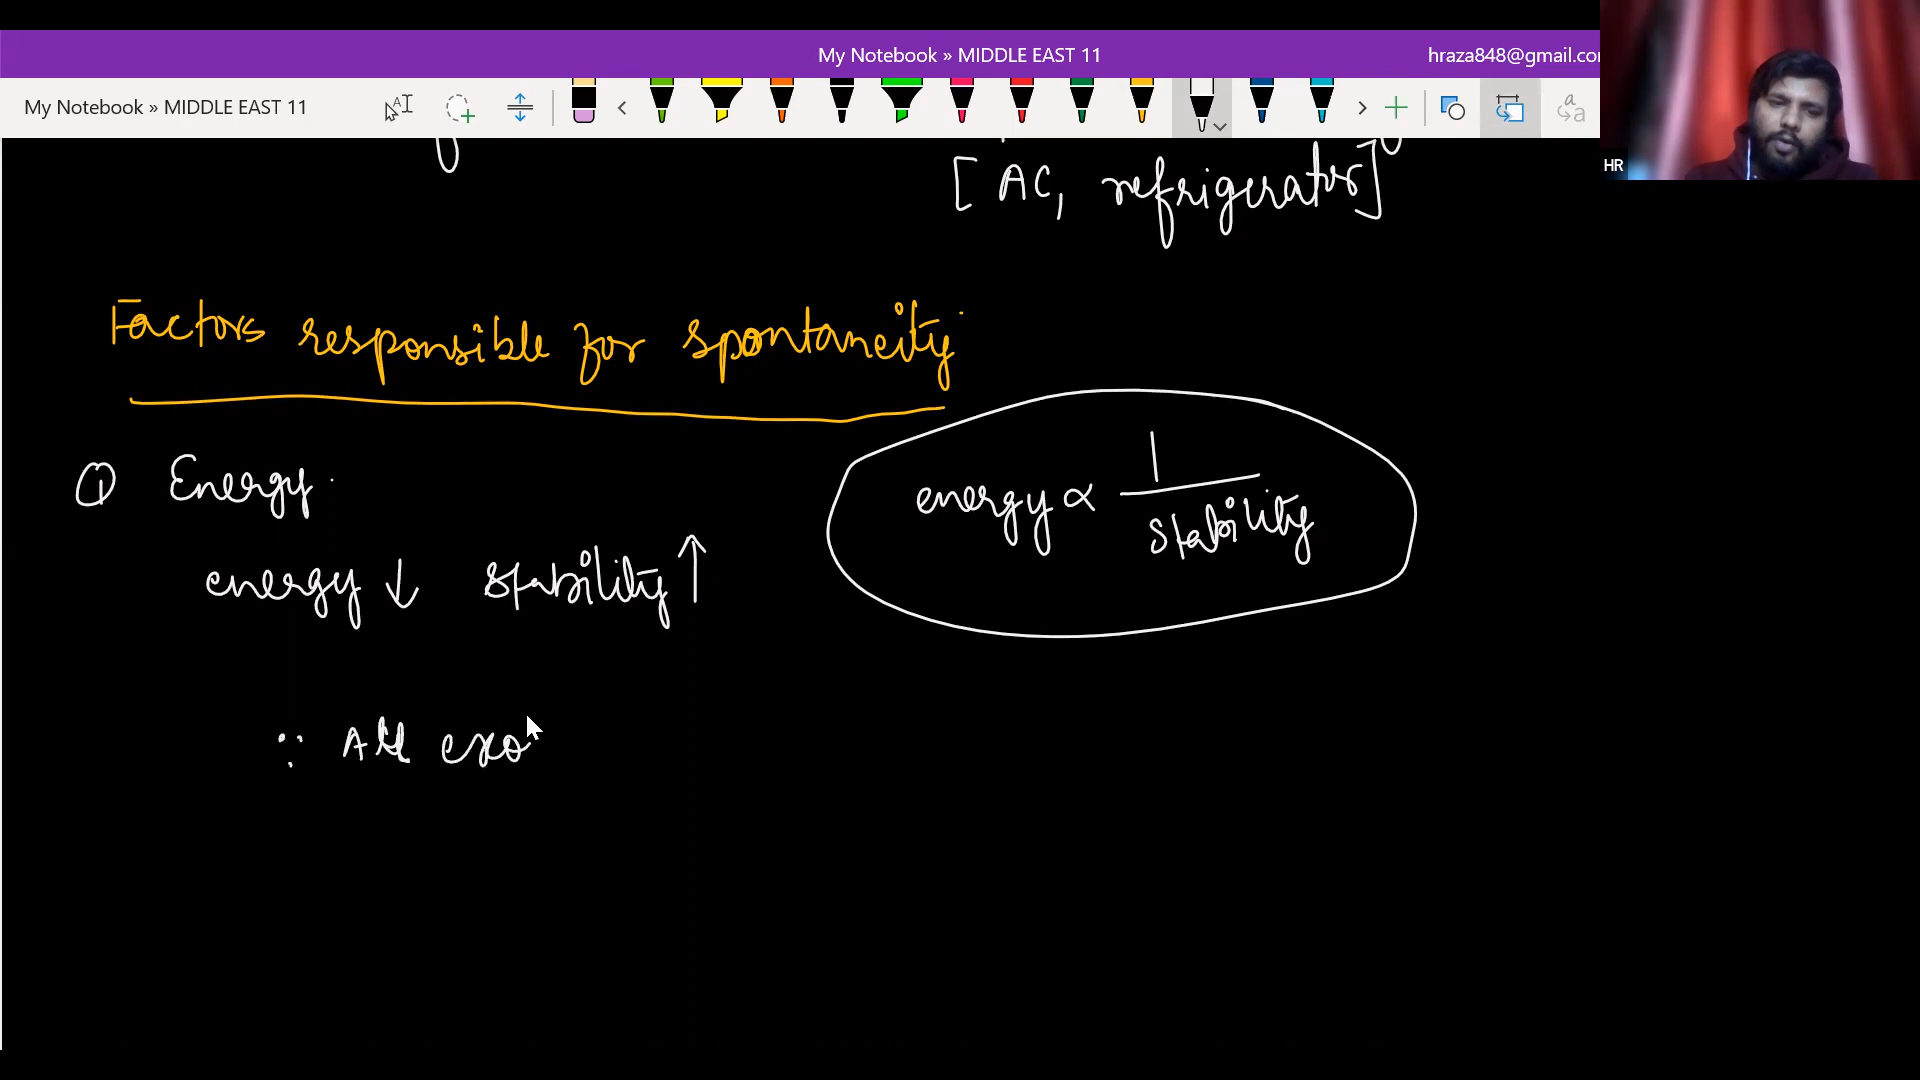 My Notebook » MIDDLE EAST 11
hraza848@gmail.co
My Notebook » MIDDLE EAST 11
HR
[AC, refrigerator]
Factors responsible for spontaneity
① Energy
energy ∝ 1/stability
energy ↓ stability ↑
∵ All exo